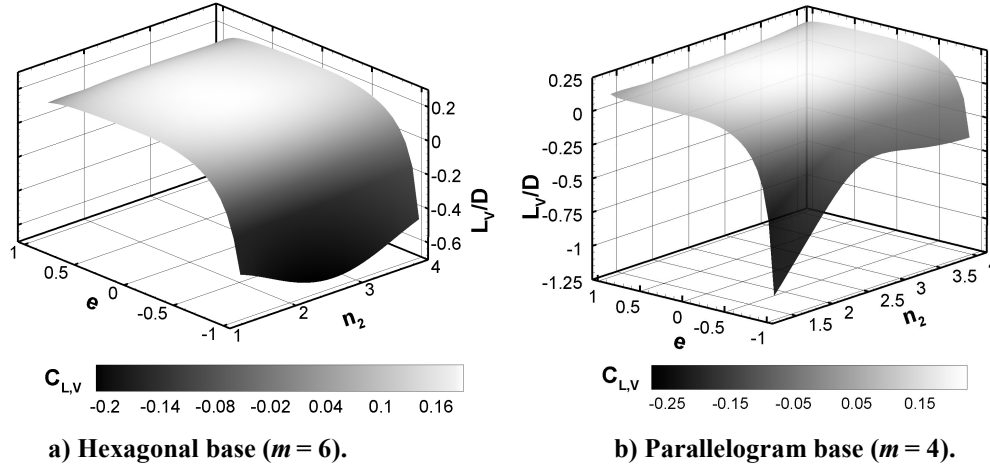 0.2
0
-0.2
-0.4
-0.6
L_V/D
1
0.5
0
-0.5
-1
e
1
2
3
4
n_2
C_L,V
-0.2 -0.14 -0.08 -0.02 0.04 0.1 0.16
a) Hexagonal base (m = 6).
0.25
0
-0.25
-0.5
-0.75
-1
-1.25
L_V/D
1
0.5
0
-0.5
-1
e
1.5
2
2.5
3
3.5
n_2
C_L,V
-0.25 -0.15 -0.05 0.05 0.15
b) Parallelogram base (m = 4).